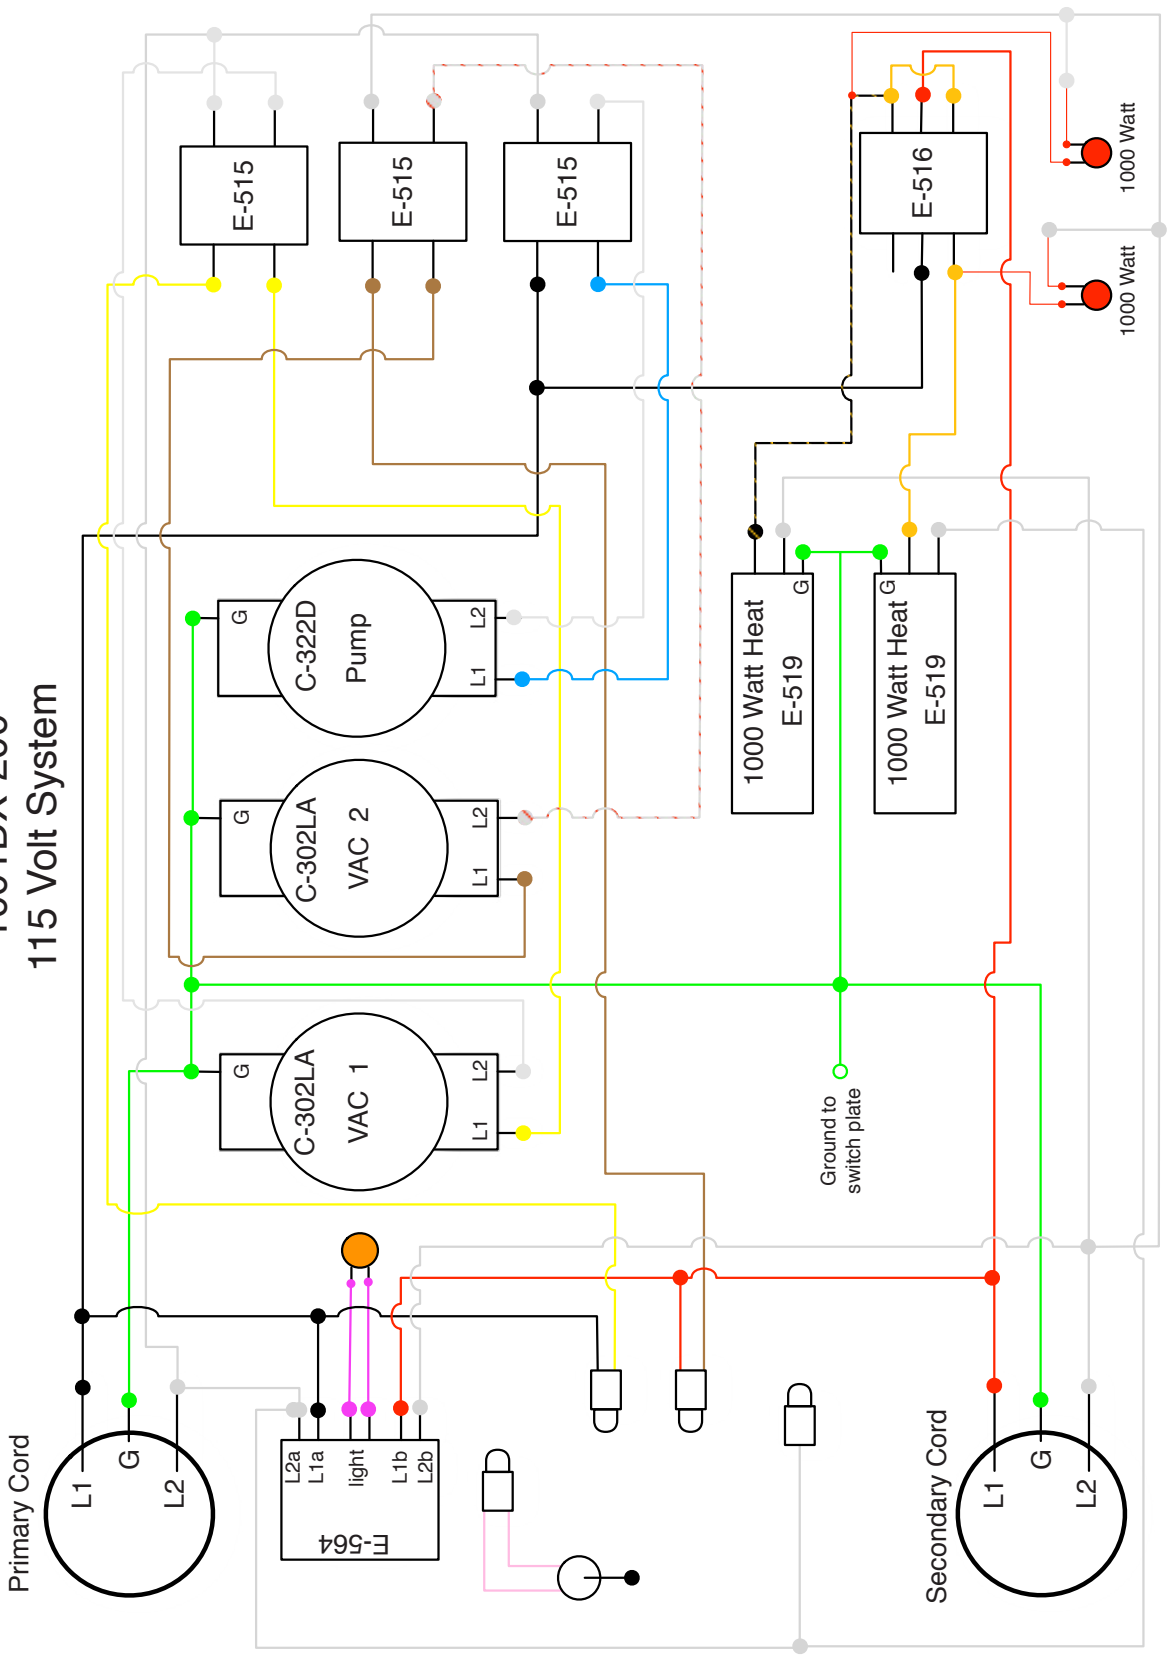 115 Volt System
Primary Cord
L1
G
L2
Secondary Cord
L1
G
L2
E-564
L2a
L1a
light
L1b
L2b
C-302LA
VAC 1
G
L1
L2
C-302LA
VAC 2
G
L1
L2
C-322D
Pump
G
L1
L2
E-515
E-515
E-515
E-516
1000 Watt
1000 Watt
1000 Watt Heat
E-519
G
1000 Watt Heat
E-519
G
Ground to
switch plate